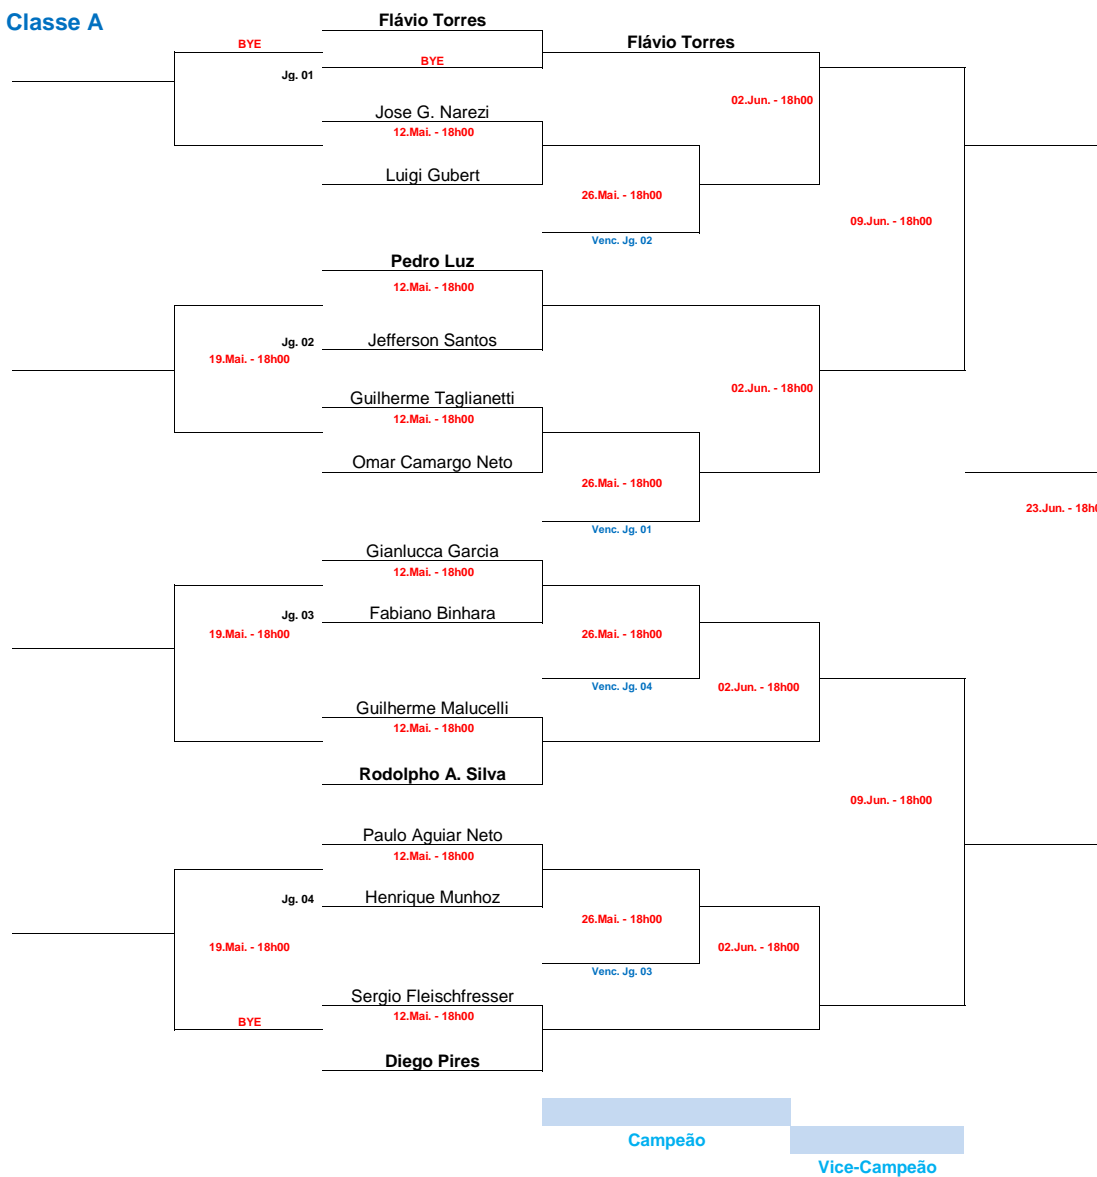 Classe A
Flávio Torres
BYE
Flávio Torres
BYE
Jg. 01
02.Jun. - 18h00
Jose G. Narezi
12.Mai. - 18h00
Luigi Gubert
26.Mai. - 18h00
09.Jun. - 18h00
Venc. Jg. 02
Pedro Luz
12.Mai. - 18h00
Jg. 02
Jefferson Santos
19.Mai. - 18h00
02.Jun. - 18h00
Guilherme Taglianetti
12.Mai. - 18h00
Omar Camargo Neto
26.Mai. - 18h00
23.Jun. - 18h0
Venc. Jg. 01
Gianlucca Garcia
12.Mai. - 18h00
Jg. 03
Fabiano Binhara
19.Mai. - 18h00
26.Mai. - 18h00
Venc. Jg. 04
02.Jun. - 18h00
Guilherme Malucelli
12.Mai. - 18h00
Rodolpho A. Silva
09.Jun. - 18h00
Paulo Aguiar Neto
12.Mai. - 18h00
Jg. 04
Henrique Munhoz
26.Mai. - 18h00
19.Mai. - 18h00
02.Jun. - 18h00
Venc. Jg. 03
Sergio Fleischfresser
12.Mai. - 18h00
BYE
Diego Pires
Campeão
Vice-Campeão